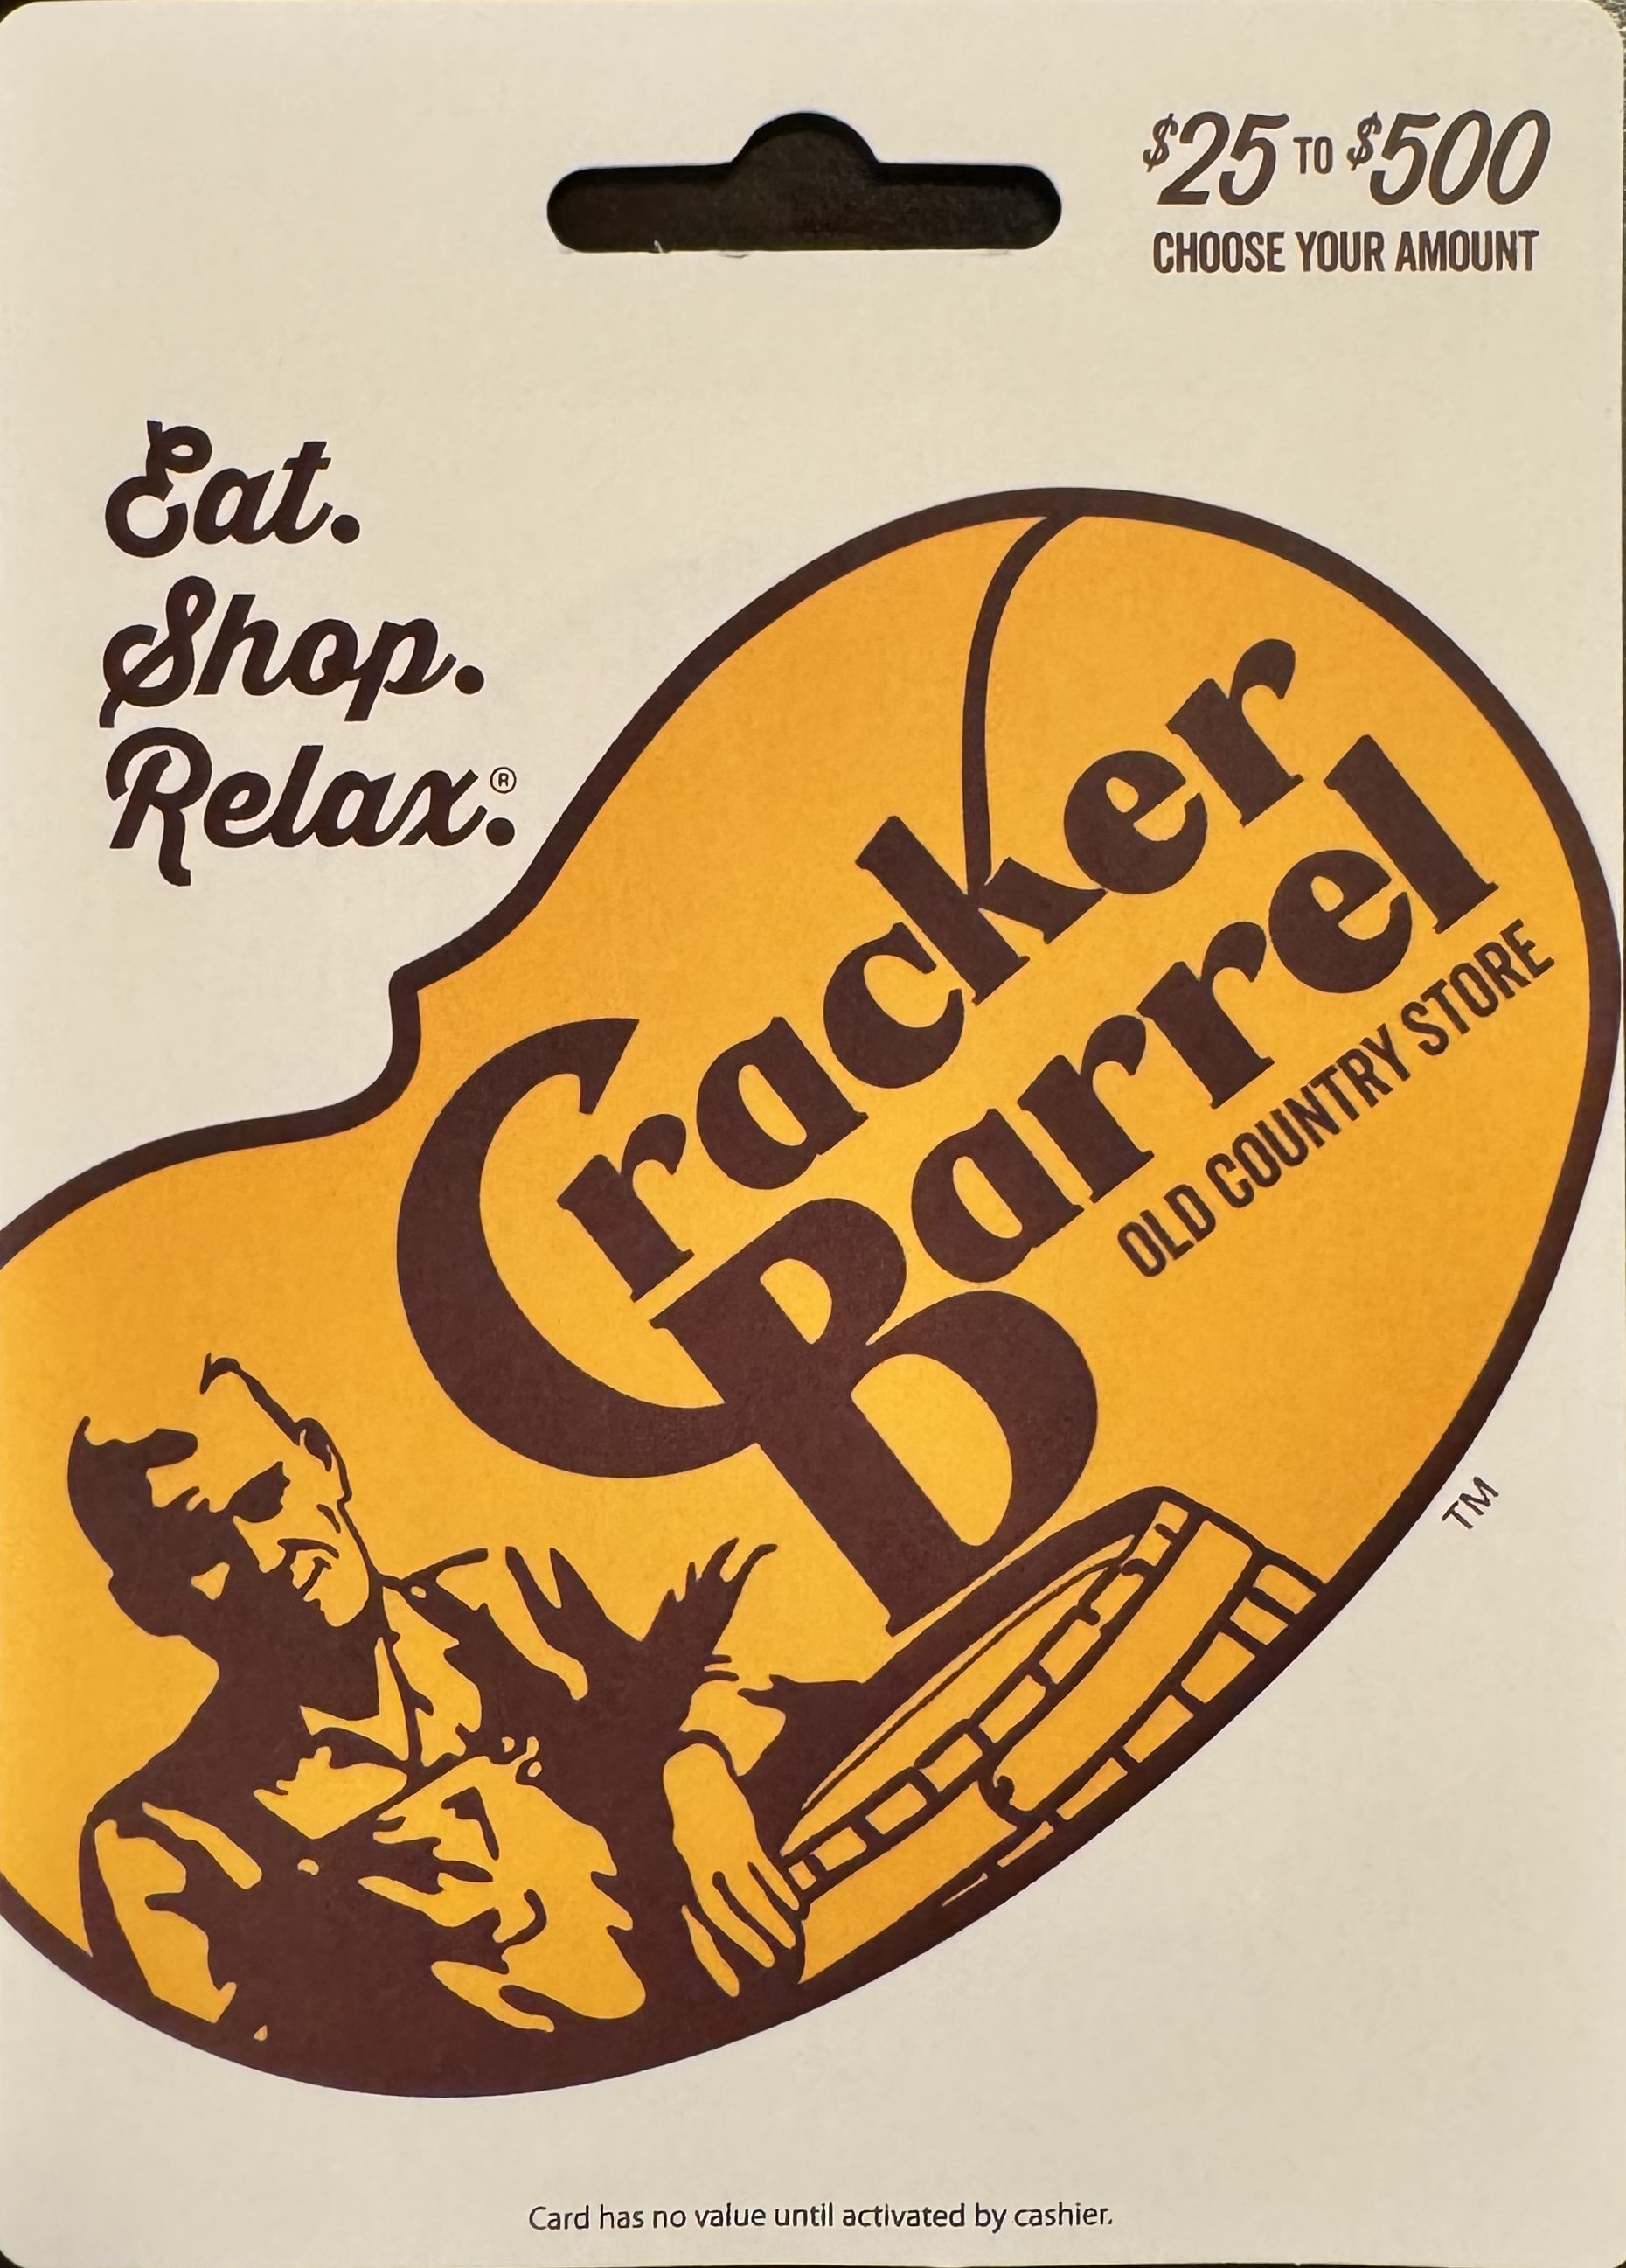 $25 TO $500
CHOOSE YOUR AMOUNT
Eat.
Shop.
Relax.®
Cracker
Barrel
OLD COUNTRY STORE
TM
Card has no value until activated by cashier.